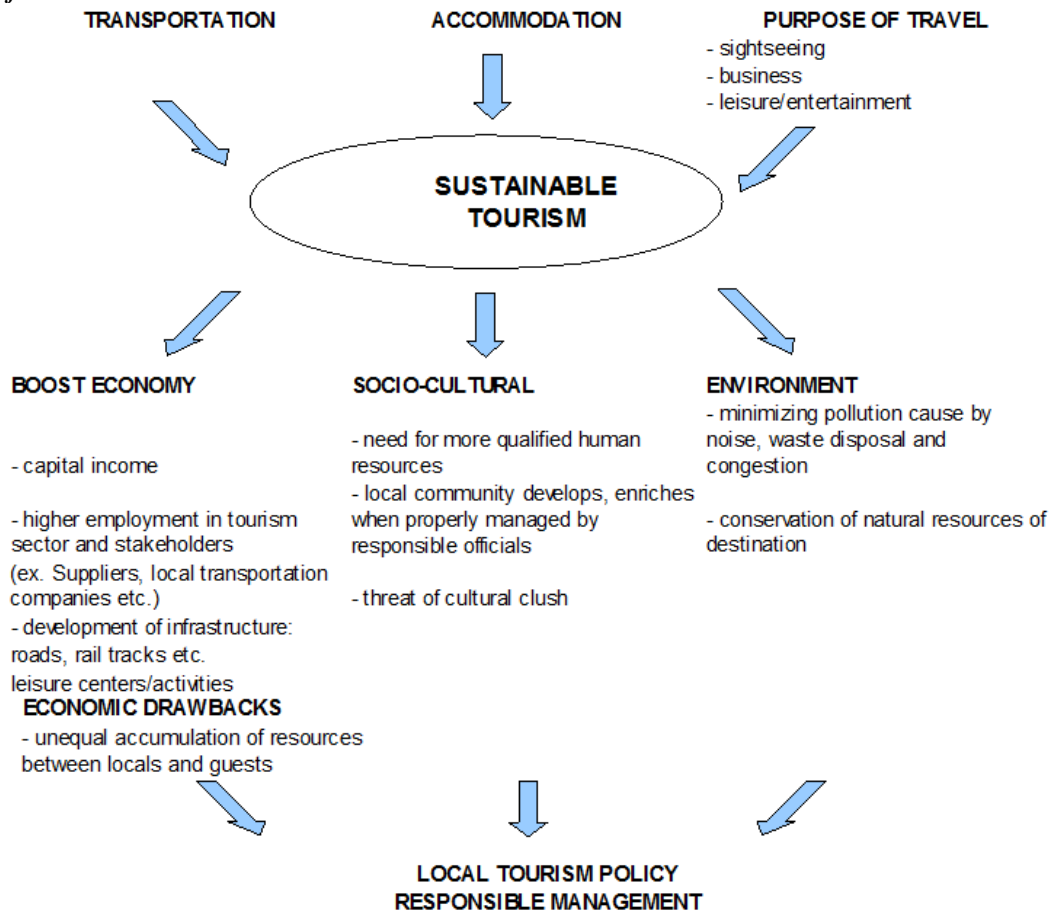 TRANSPORTATION
ACCOMMODATION
PURPOSE OF TRAVEL
- sightseeing
- business
- leisure/entertainment
SUSTAINABLE
TOURISM
BOOST ECONOMY
- capital income
- higher employment in tourism
sector and stakeholders
(ex. Suppliers, local transportation
companies etc.)
- development of infrastructure:
roads, rail tracks etc.
leisure centers/activities
ECONOMIC DRAWBACKS
- unequal accumulation of resources
between locals and guests
SOCIO-CULTURAL
- need for more qualified human
resources
- local community develops, enriches
when properly managed by
responsible officials
- threat of cultural clush
ENVIRONMENT
- minimizing pollution cause by
noise, waste disposal and
congestion
- conservation of natural resources of
destination
LOCAL TOURISM POLICY
RESPONSIBLE MANAGEMENT